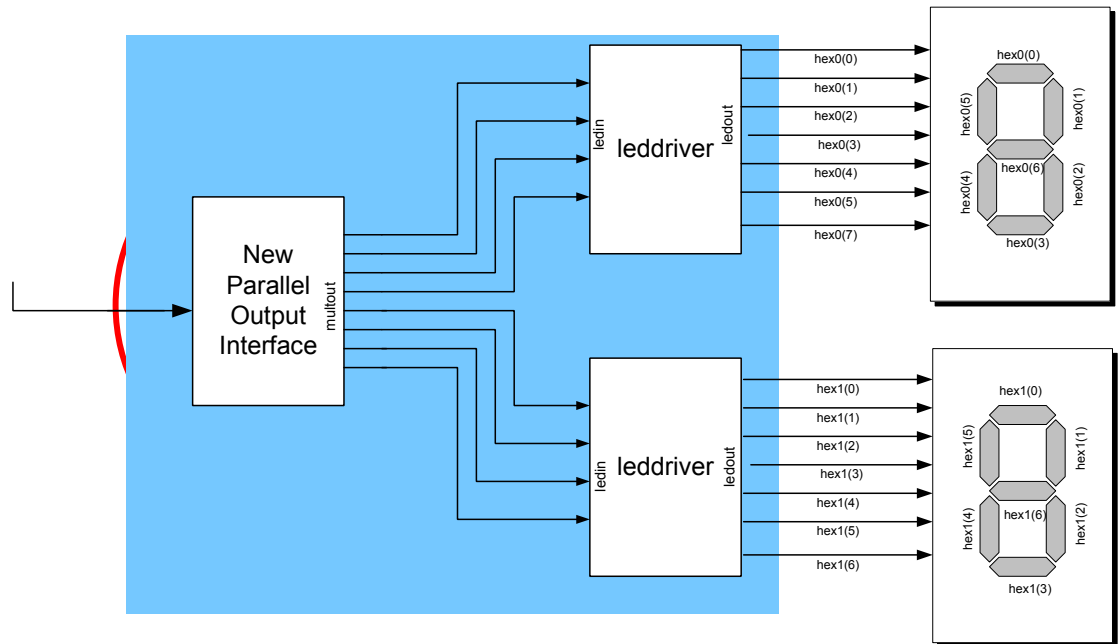 New
Parallel
Output
Interface
multout
ledin
leddriver
ledout
hex0(0)
hex0(1)
hex0(2)
hex0(3)
hex0(4)
hex0(5)
hex0(7)
hex0(0)
hex0(5)
hex0(1)
hex0(6)
hex0(4)
hex0(2)
hex0(3)
ledin
leddriver
ledout
hex1(0)
hex1(1)
hex1(2)
hex1(3)
hex1(4)
hex1(5)
hex1(6)
hex1(0)
hex1(5)
hex1(1)
hex1(6)
hex1(4)
hex1(2)
hex1(3)